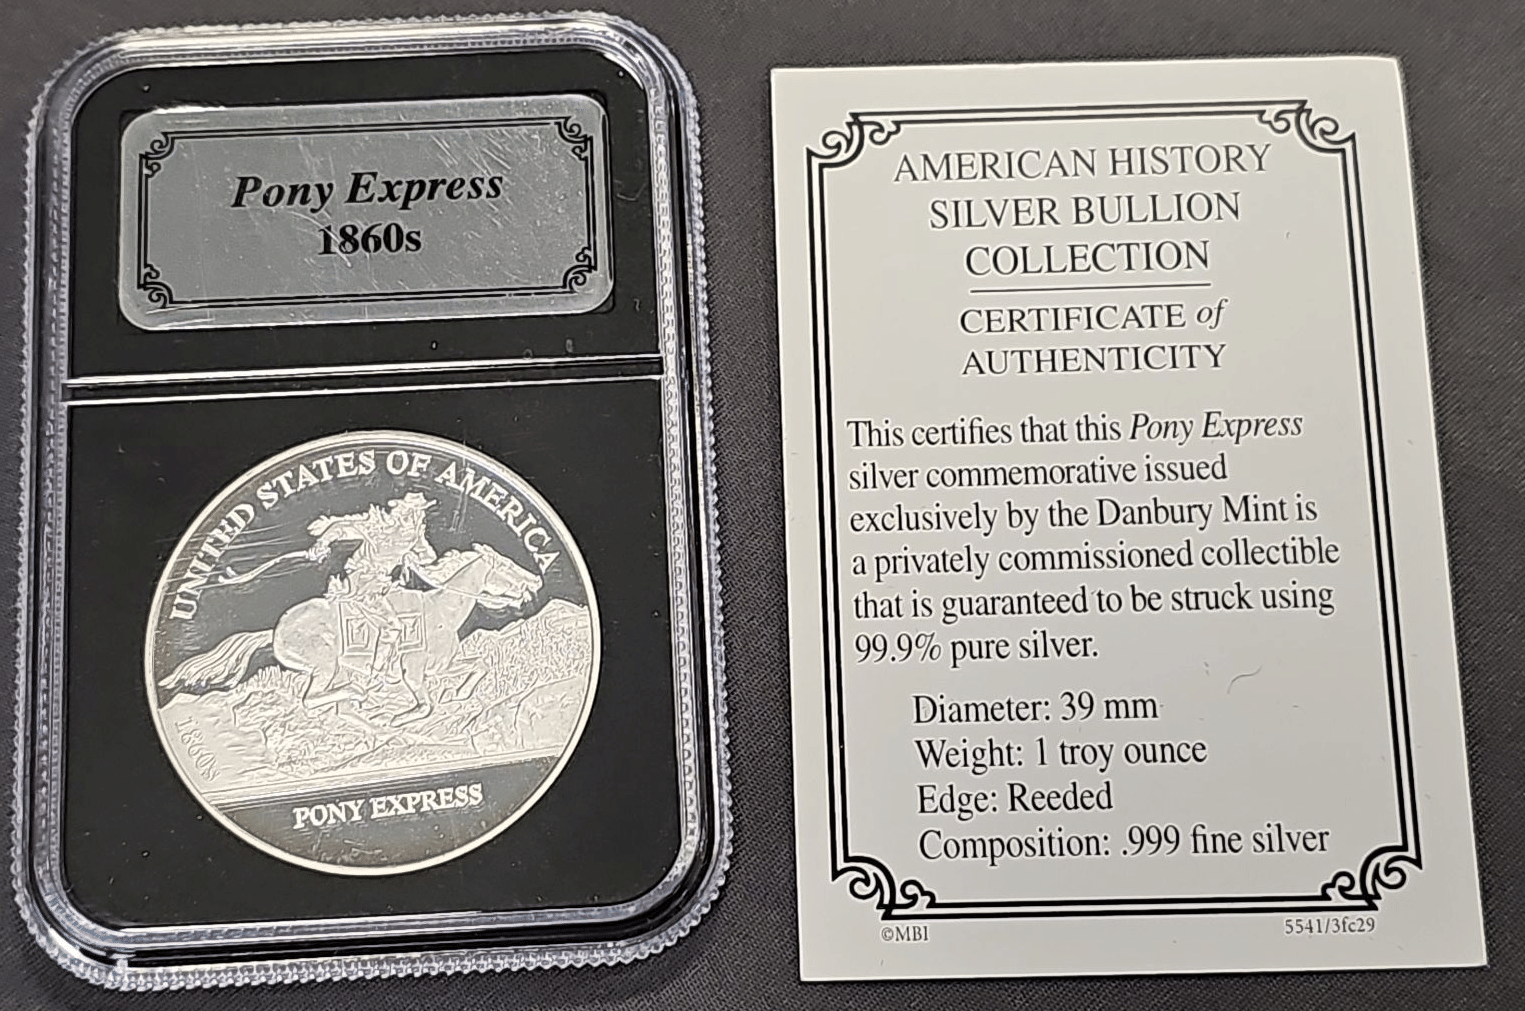 Pony Express
1860s
UNITED STATES OF AMERICA
1860s
PONY EXPRESS
AMERICAN HISTORY
SILVER BULLION
COLLECTION
CERTIFICATE of
AUTHENTICITY
This certifies that this Pony Express
silver commemorative issued
exclusively by the Danbury Mint is
a privately commissioned collectible
that is guaranteed to be struck using
99.9% pure silver.
Diameter: 39 mm
Weight: 1 troy ounce
Edge: Reeded
Composition: .999 fine silver
©MBI
5541/3fc29